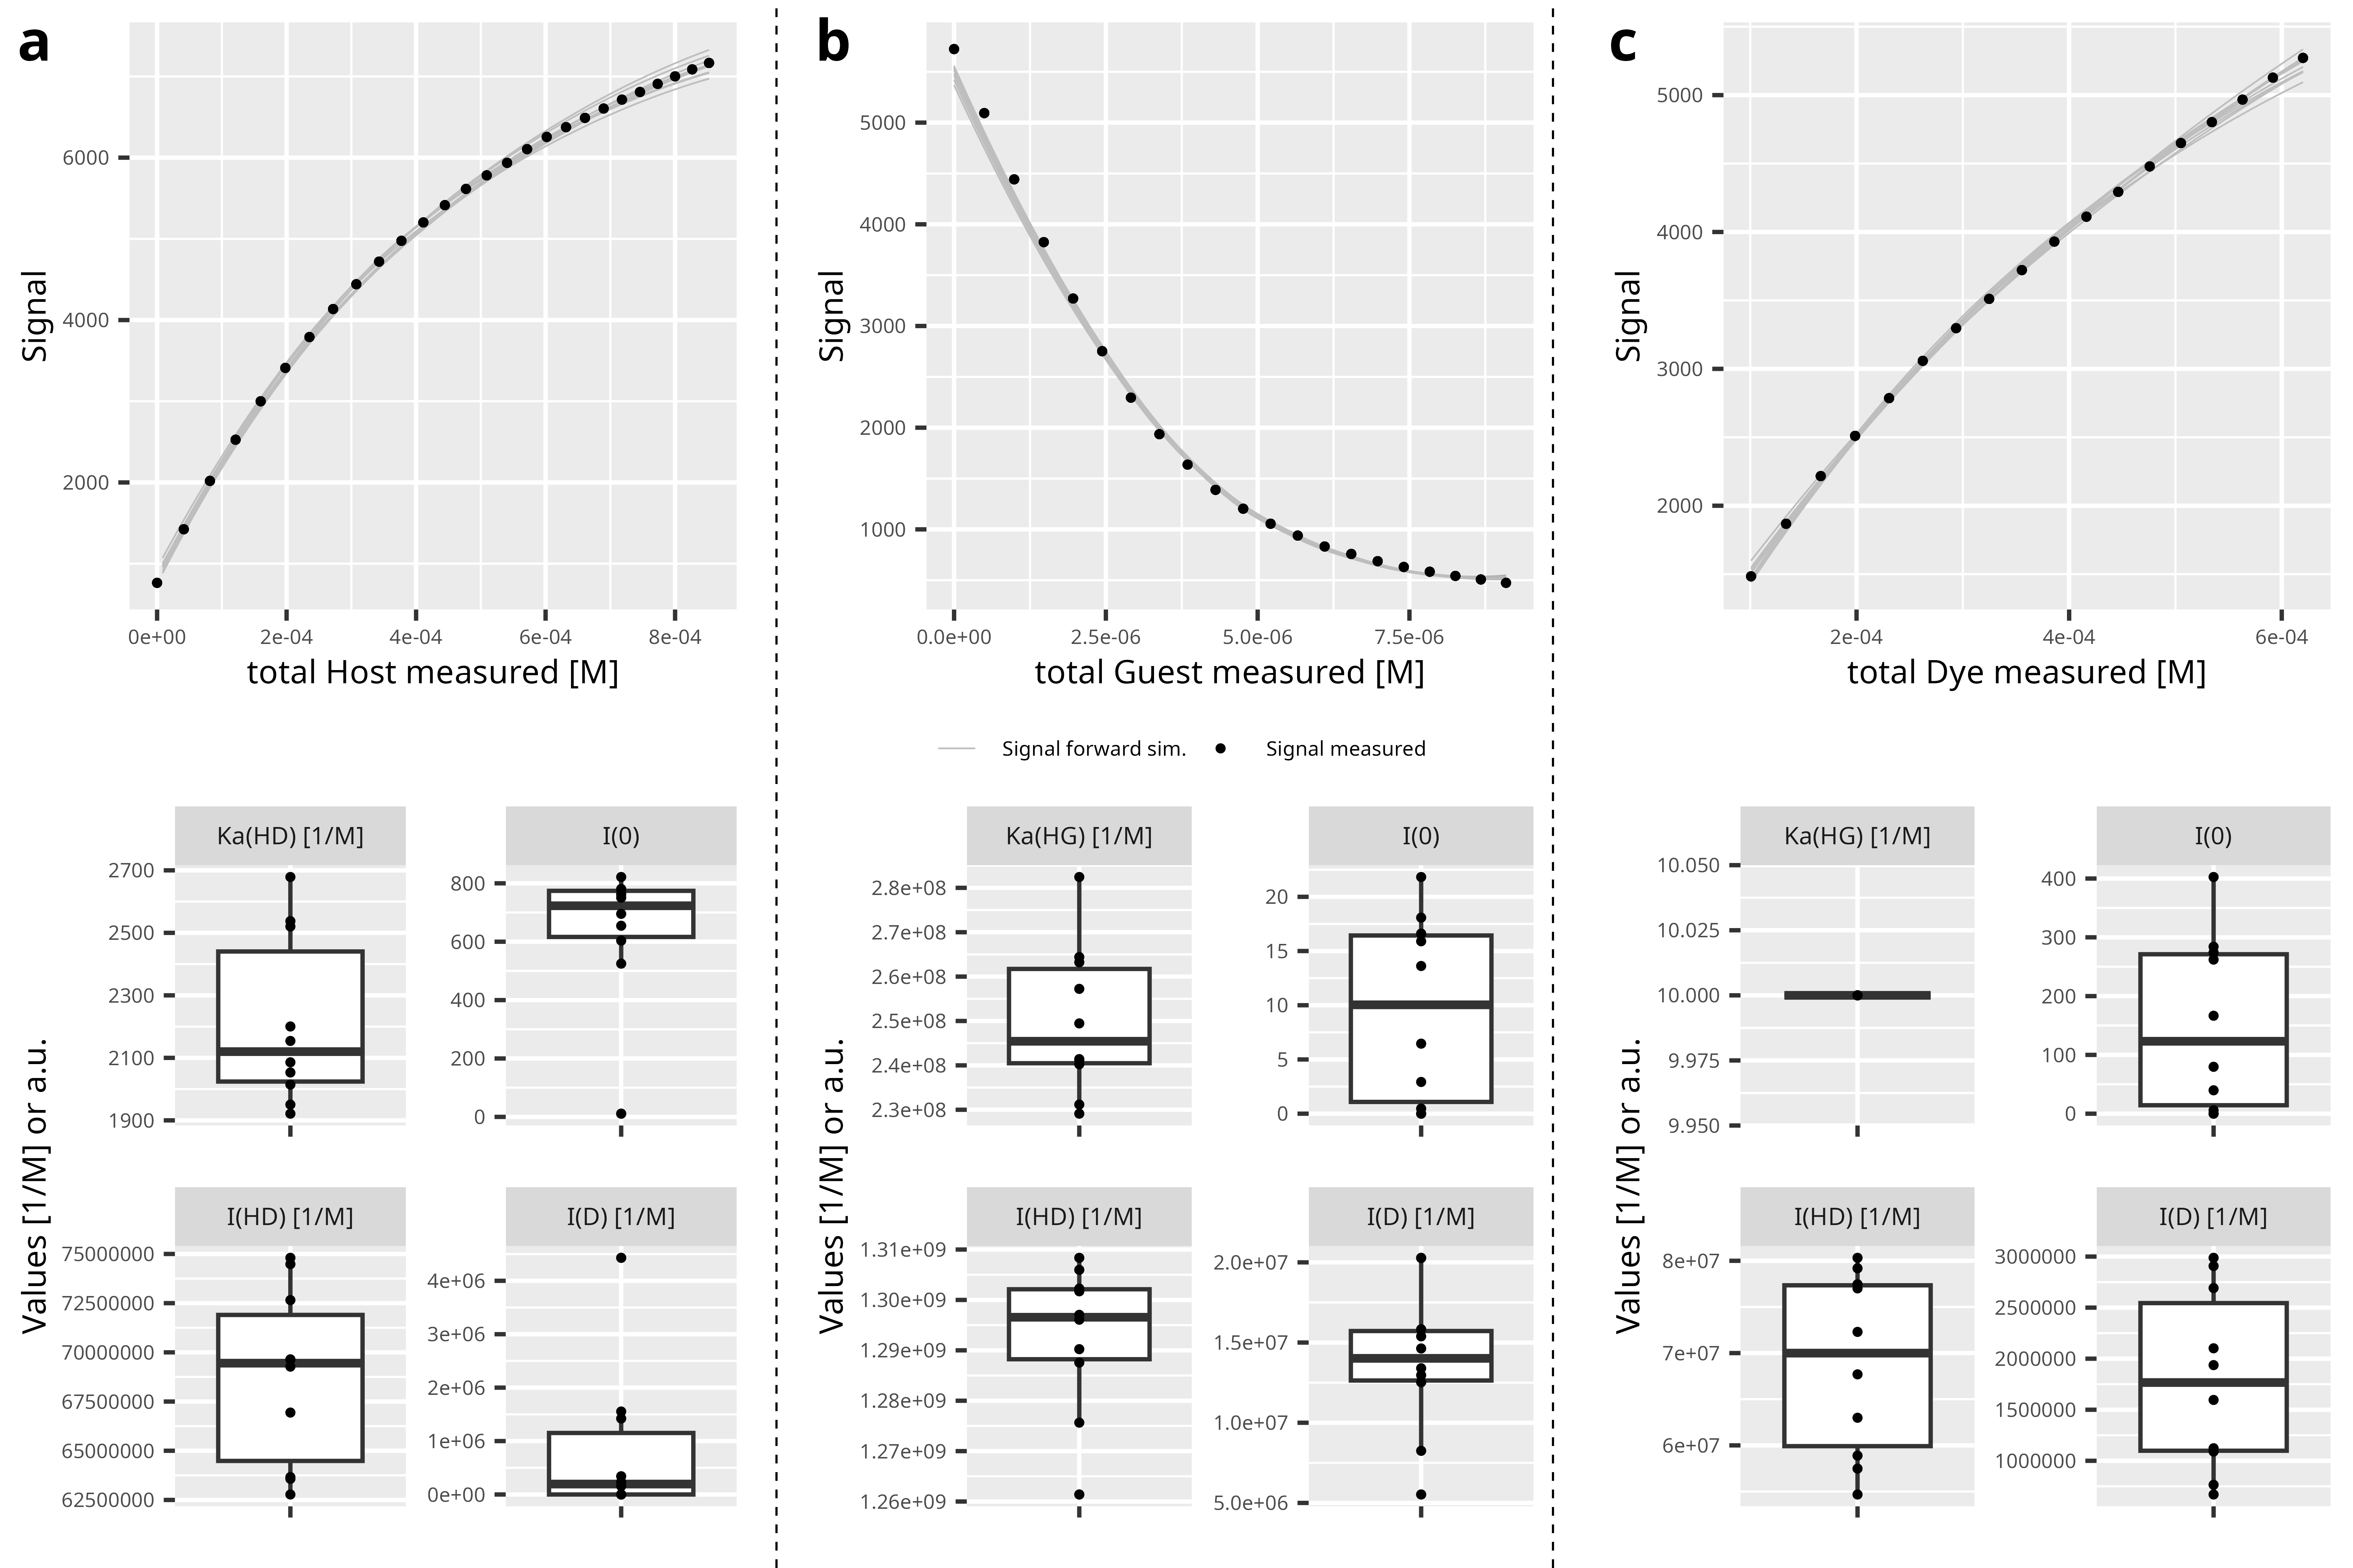 a
Signal
6000
4000
2000
0e+00 2e-04 4e-04 6e-04 8e-04
total Host measured [M]
b
Signal
5000
4000
3000
2000
1000
0.0e+00 2.5e-06 5.0e-06 7.5e-06
total Guest measured [M]
c
Signal
5000
4000
3000
2000
2e-04 4e-04 6e-04
total Dye measured [M]
Signal forward sim. Signal measured
Values [1/M] or a.u.
Ka(HD) [1/M]
2700
2500
2300
2100
1900
I(0)
800
600
400
200
0
I(HD) [1/M]
75000000
72500000
70000000
67500000
65000000
62500000
I(D) [1/M]
4e+06
3e+06
2e+06
1e+06
0e+00
Values [1/M] or a.u.
Ka(HG) [1/M]
2.8e+08
2.7e+08
2.6e+08
2.5e+08
2.4e+08
2.3e+08
I(0)
20
15
10
5
0
I(HD) [1/M]
1.31e+09
1.30e+09
1.29e+09
1.28e+09
1.27e+09
1.26e+09
I(D) [1/M]
2.0e+07
1.5e+07
1.0e+07
5.0e+06
Values [1/M] or a.u.
Ka(HG) [1/M]
10.050
10.025
10.000
9.975
9.950
I(0)
400
300
200
100
0
I(HD) [1/M]
8e+07
7e+07
6e+07
I(D) [1/M]
3000000
2500000
2000000
1500000
1000000